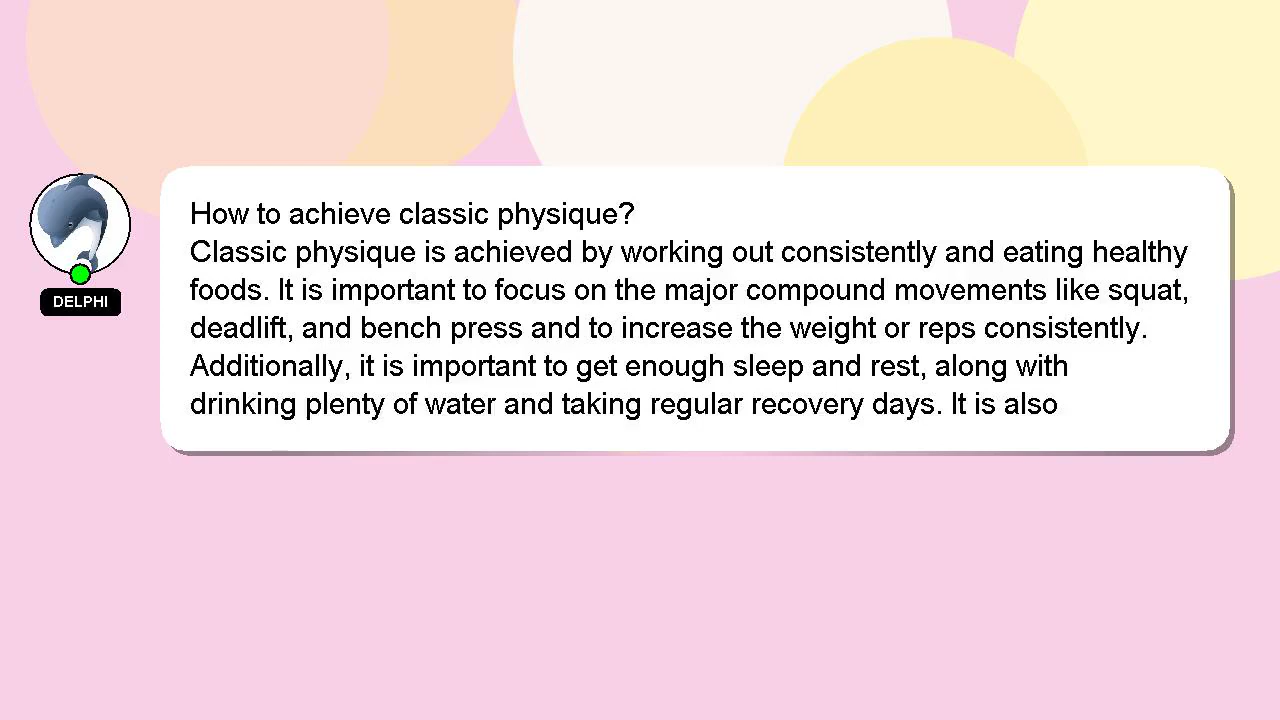 How to achieve classic physique?
Classic physique is achieved by working out consistently and eating healthy
foods. It is important to focus on the major compound movements like squat,
deadlift, and bench press and to increase the weight or reps consistently.
Additionally, it is important to get enough sleep and rest, along with
drinking plenty of water and taking regular recovery days. It is also
DELPHI